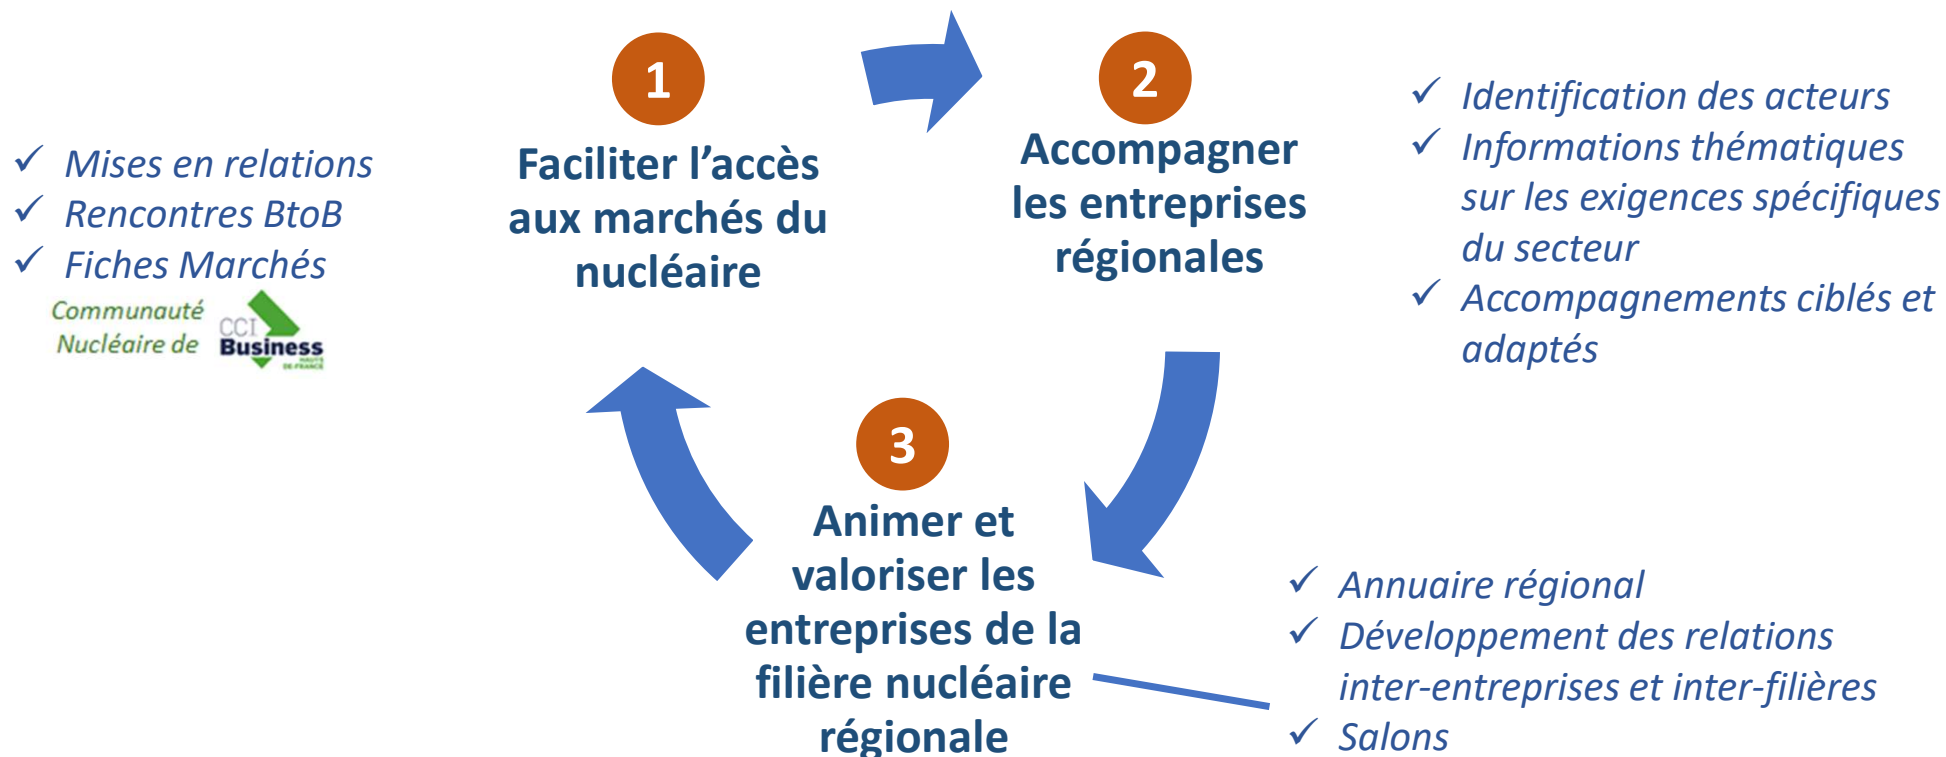 1
Faciliter l’accès
aux marchés du
nucléaire
✓ Mises en relations
✓ Rencontres BtoB
✓ Fiches Marchés
Communauté
Nucléaire de
CCI
Business
HAUTS-
DE-FRANCE
2
Accompagner
les entreprises
régionales
✓ Identification des acteurs
✓ Informations thématiques
sur les exigences spécifiques
du secteur
✓ Accompagnements ciblés et
adaptés
3
Animer et
valoriser les
entreprises de la
filière nucléaire
régionale
✓ Annuaire régional
✓ Développement des relations
inter-entreprises et inter-filières
✓ Salons